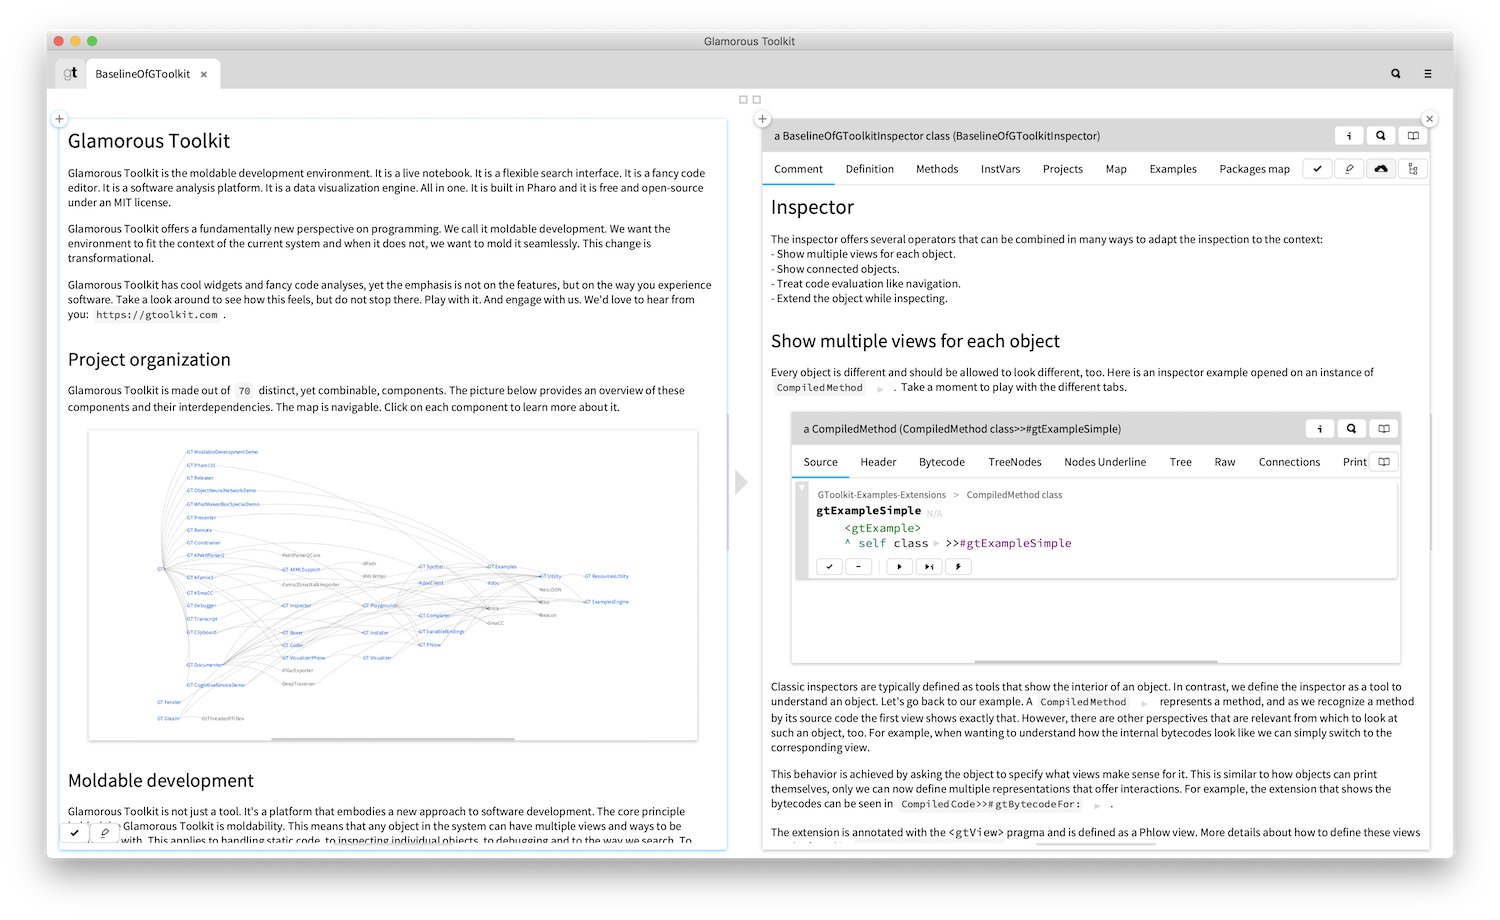 Glamorous Toolkit
gt
BaselineOfGToolkit
Glamorous Toolkit
Glamorous Toolkit is the moldable development environment. It is a live notebook. It is a flexible search interface. It is a fancy code
editor. It is a software analysis platform. It is a data visualization engine. All in one. It is built in Pharo and it is free and open-source
under an MIT license.
Glamorous Toolkit offers a fundamentally new perspective on programming. We call it moldable development. We want the
environment to fit the context of the current system and when it does not, we want to mold it seamlessly. This change is
transformational.
Glamorous Toolkit has cool widgets and fancy code analyses, yet the emphasis is not on the features, but on the way you experience
software. Take a look around to see how this feels, but do not stop there. Play with it. And engage with us. We'd love to hear from
you: https://gtoolkit.com .
Project organization
Glamorous Toolkit is made out of 70 distinct, yet combinable, components. The picture below provides an overview of these
components and their interdependencies. The map is navigable. Click on each component to learn more about it.
GT MoldableDevelopmentDemo
GT Pharo101
GT Releaser
GT ObjectNeuralNetworkDemo
GT WhatMakesBlocSpecialDemo
GT Presenter
GT Remote
GT Constrainer
GT 4PetitParser2
GT
GT 4Famix3
GT 4SmaCC
GT Debugger
GT Transcript
GT Clipboard
GT Documenter
GT CognitiveServiceDemo
GT Fenster
GT Gleam
GtThreadedFFIDev
PetitParser2Core
GT 4XMLSupport
Famix3SmalltalkImporter
GT Inspector
GT Boxer
GT Coder
GT VisualizerPhlow
PillarExporter
DeepTraverser
XPath
XMLWriter
GT Playground
GT Installer
GT Visualizer
GT Spotter
XdocClient
GT Completer
GT VariableBindings
GT Phlow
GT Examples
Xdoc
Brick
SmaCC
GT Utility
NeoJSON
Bloc
Beacon
GT ResourcesUtility
GT ExamplesEngine
Moldable development
Glamorous Toolkit is not just a tool. It's a platform that embodies a new approach to software development. The core principle
Glamorous Toolkit is moldability. This means that any object in the system can have multiple views and ways to be
with. This applies to handling static code, to inspecting individual objects, to debugging and to the way we search. To
a BaselineOfGToolkitInspector class (BaselineOfGToolkitInspector)
Comment Definition Methods InstVars Projects Map Examples Packages map
Inspector
The inspector offers several operators that can be combined in many ways to adapt the inspection to the context:
- Show multiple views for each object.
- Show connected objects.
- Treat code evaluation like navigation.
- Extend the object while inspecting.
Show multiple views for each object
Every object is different and should be allowed to look different, too. Here is an inspector example opened on an instance of
CompiledMethod . Take a moment to play with the different tabs.
a CompiledMethod (CompiledMethod class>>#gtExampleSimple)
Source Header Bytecode TreeNodes Nodes Underline Tree Raw Connections Print
GToolkit-Examples-Extensions > CompiledMethod class
gtExampleSimple N/A
<gtExample>
^ self class >>#gtExampleSimple
Classic inspectors are typically defined as tools that show the interior of an object. In contrast, we define the inspector as a tool to
understand an object. Let's go back to our example. A CompiledMethod represents a method, and as we recognize a method
by its source code the first view shows exactly that. However, there are other perspectives that are relevant from which to look at
such an object, too. For example, when wanting to understand how the internal bytecodes look like we can simply switch to the
corresponding view.
This behavior is achieved by asking the object to specify what views make sense for it. This is similar to how objects can print
themselves, only we can now define multiple representations that offer interactions. For example, the extension that shows the
bytecodes can be seen in CompiledCode>>#gtBytecodeFor: .
The extension is annotated with the <gtView> pragma and is defined as a Phlow view. More details about how to define these views